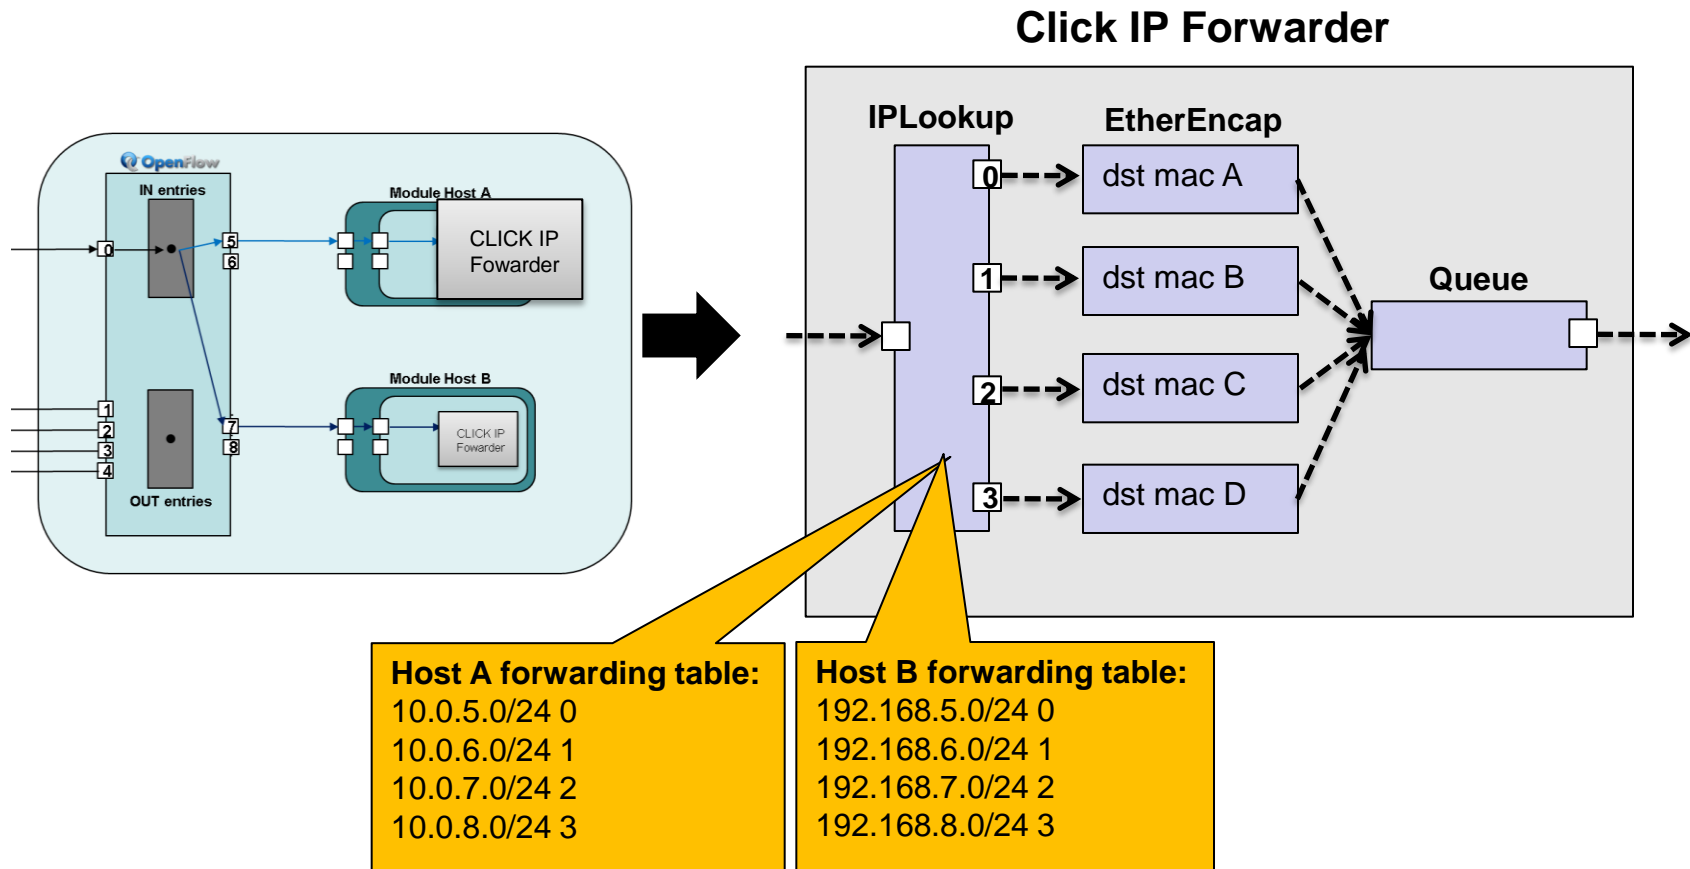 Click IP Forwarder
OpenFlow
IN entries
0
5
6
1
2
3
4
7
8
OUT entries
Module Host A
CLICK IP
Fowarder
Module Host B
CLICK IP
Fowarder
IPLookup
EtherEncap
0
dst mac A
1
dst mac B
2
dst mac C
3
dst mac D
Queue
Host A forwarding table:
10.0.5.0/24 0
10.0.6.0/24 1
10.0.7.0/24 2
10.0.8.0/24 3
Host B forwarding table:
192.168.5.0/24 0
192.168.6.0/24 1
192.168.7.0/24 2
192.168.8.0/24 3